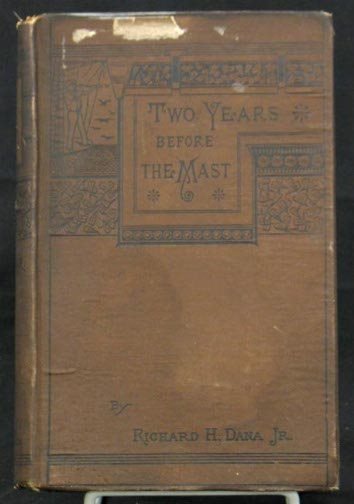 TWO YEARS
BEFORE
THE MAST
BY
RICHARD H. DANA JR.